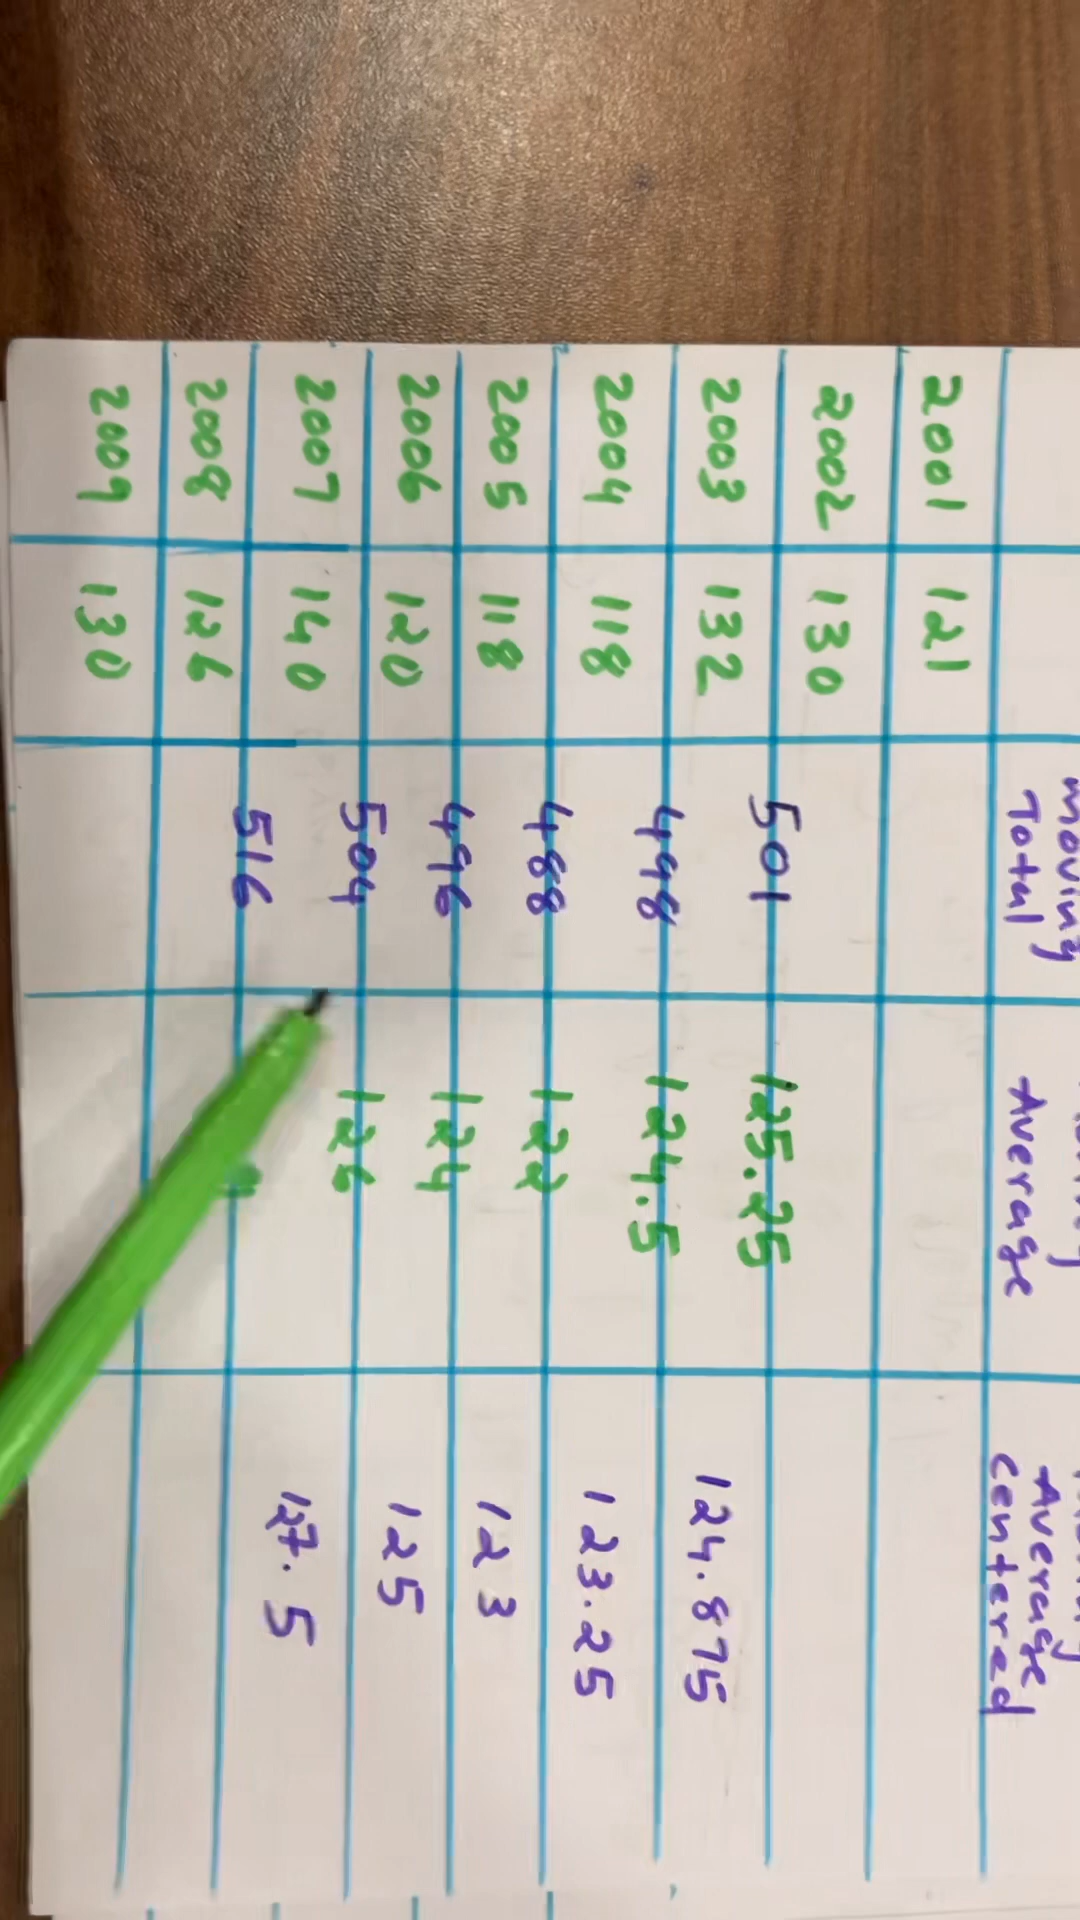 moving
Total
Average
Average
Centered
2001 121
2002 130
501 125.25
2003 132 124.875
498 124.5
2004 118 123.25
488 122
2005 118 123
496 124
2006 120 125
504 126
2007 140 127.5
516
2008 126
2009 130